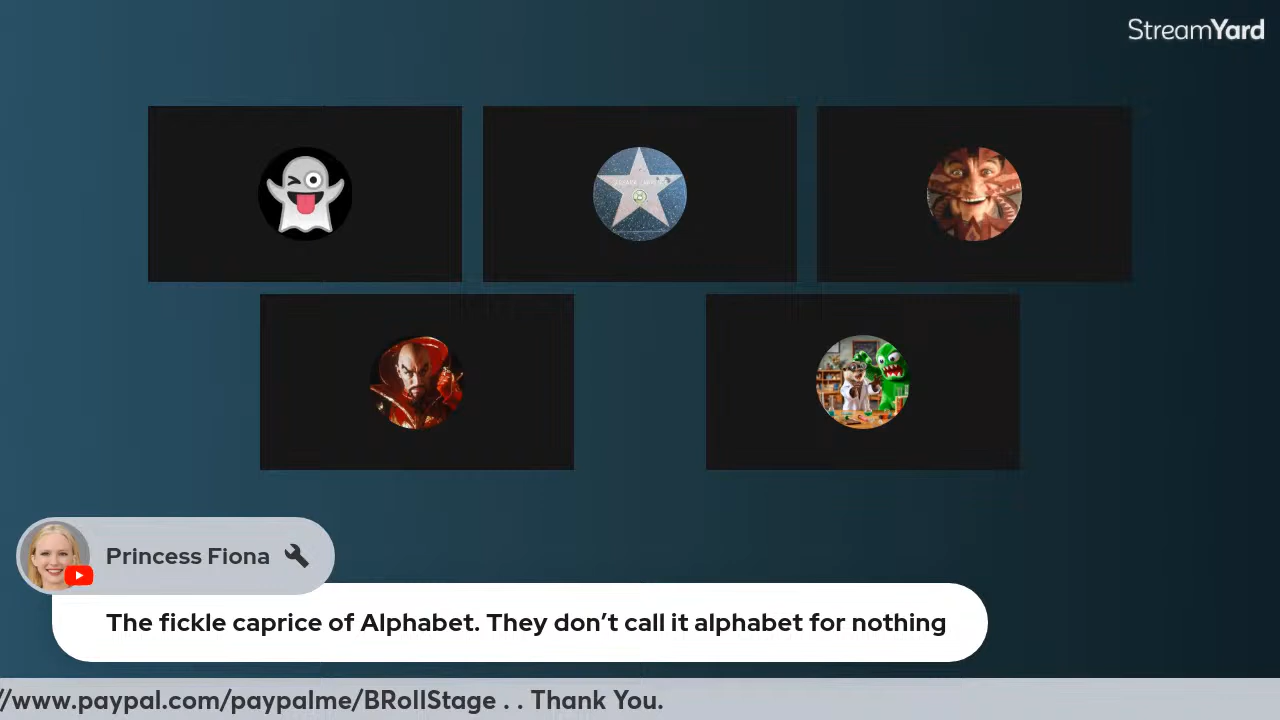 StreamYard
Princess Fiona
The fickle caprice of Alphabet. They don't call it alphabet for nothing
//www.paypal.com/paypalme/BRollStage . . Thank You.